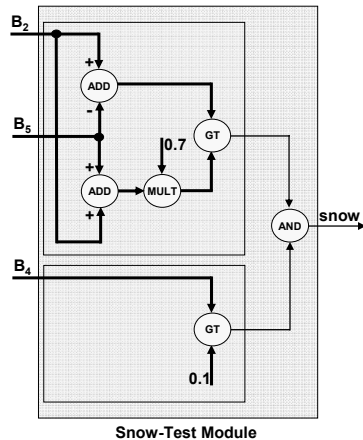 B2
+
ADD
-
B5
GT
0.7
+
ADD
MULT
+
snow
AND
B4
GT
0.1
Snow-Test Module